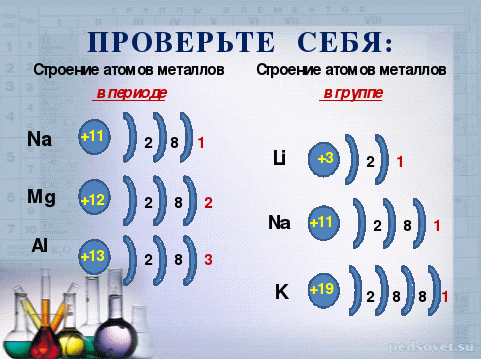 ПРОВЕРЬТЕ СЕБЯ:
Строение атомов металлов
в периоде
Na +11 2 8 1
Mg +12 2 8 2
Al +13 2 8 3
Строение атомов металлов
в группе
Li +3 2 1
Na +11 2 8 1
K +19 2 8 8 1
pedsovet.su